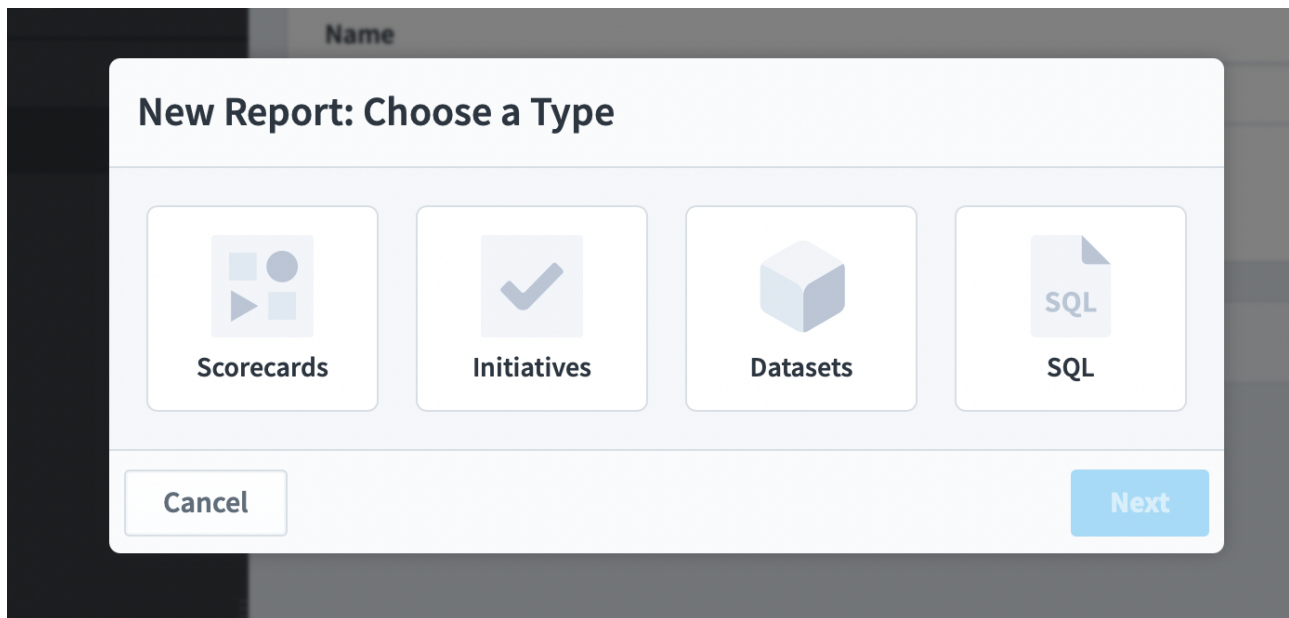 Name
New Report: Choose a Type
SQL
Scorecards
Initiatives
Datasets
SQL
Cancel
Next